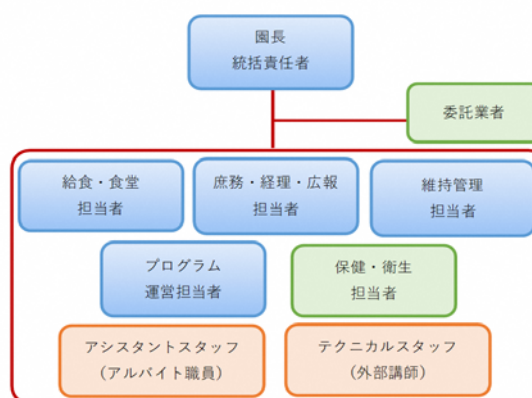 園長
統括責任者
委託業者
給食・食堂
担当者
庶務・経理・広報
担当者
維持管理
担当者
プログラム
運営担当者
保健・衛生
担当者
アシスタントスタッフ
（アルバイト職員）
テクニカルスタッフ
（外部講師）